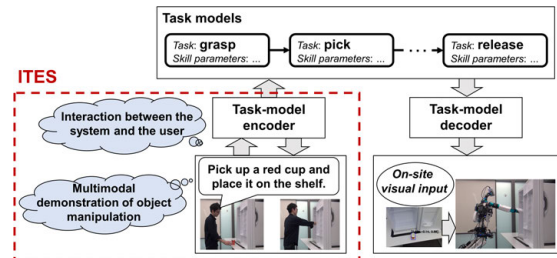 Task models
Task: grasp
Skill parameters: ...
Task: pick
Skill parameters: ...
...
Task: release
Skill parameters: ...
ITES
Interaction between the
system and the user
Task-model
encoder
Task-model
decoder
Multimodal
demonstration of object
manipulation
Pick up a red cup and
place it on the shelf.
On-site
visual input